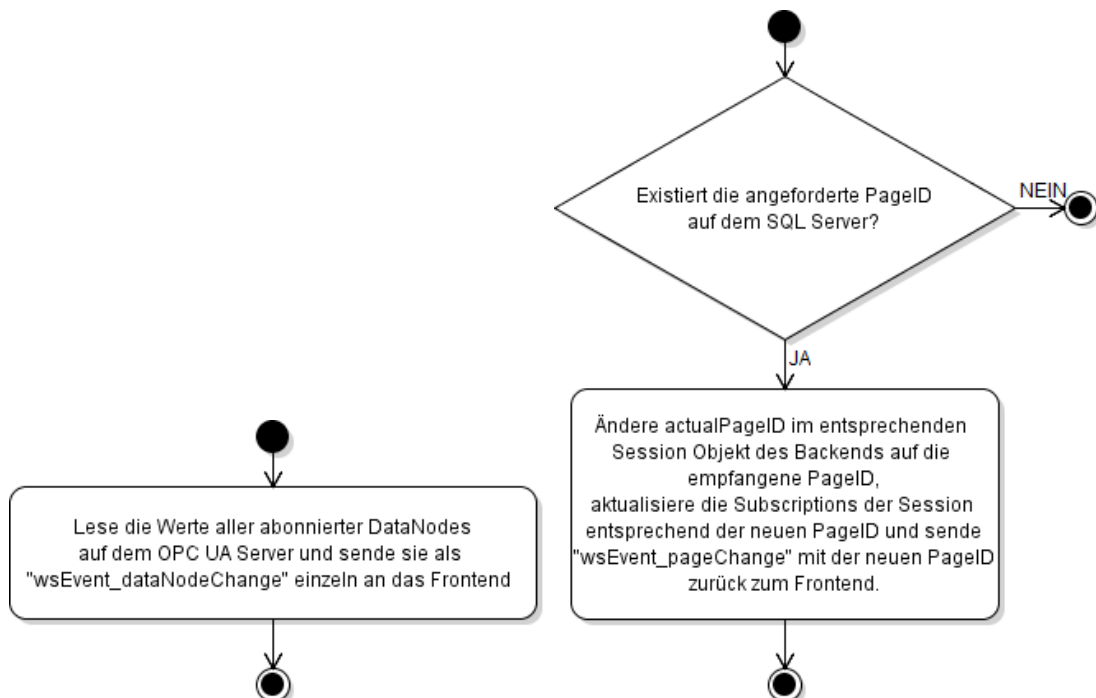 Existiert die angeforderte PageID
auf dem SQL Server?
NEIN
JA
Ändere actualPageID im entsprechenden
Session Objekt des Backends auf die
empfangene PageID,
aktualisiere die Subscriptions der Session
entsprechend der neuen PageID und sende
"wsEvent_pageChange" mit der neuen PageID
zurück zum Frontend.
Lese die Werte aller abonnierter DataNodes
auf dem OPC UA Server und sende sie als
"wsEvent_dataNodeChange" einzeln an das Frontend